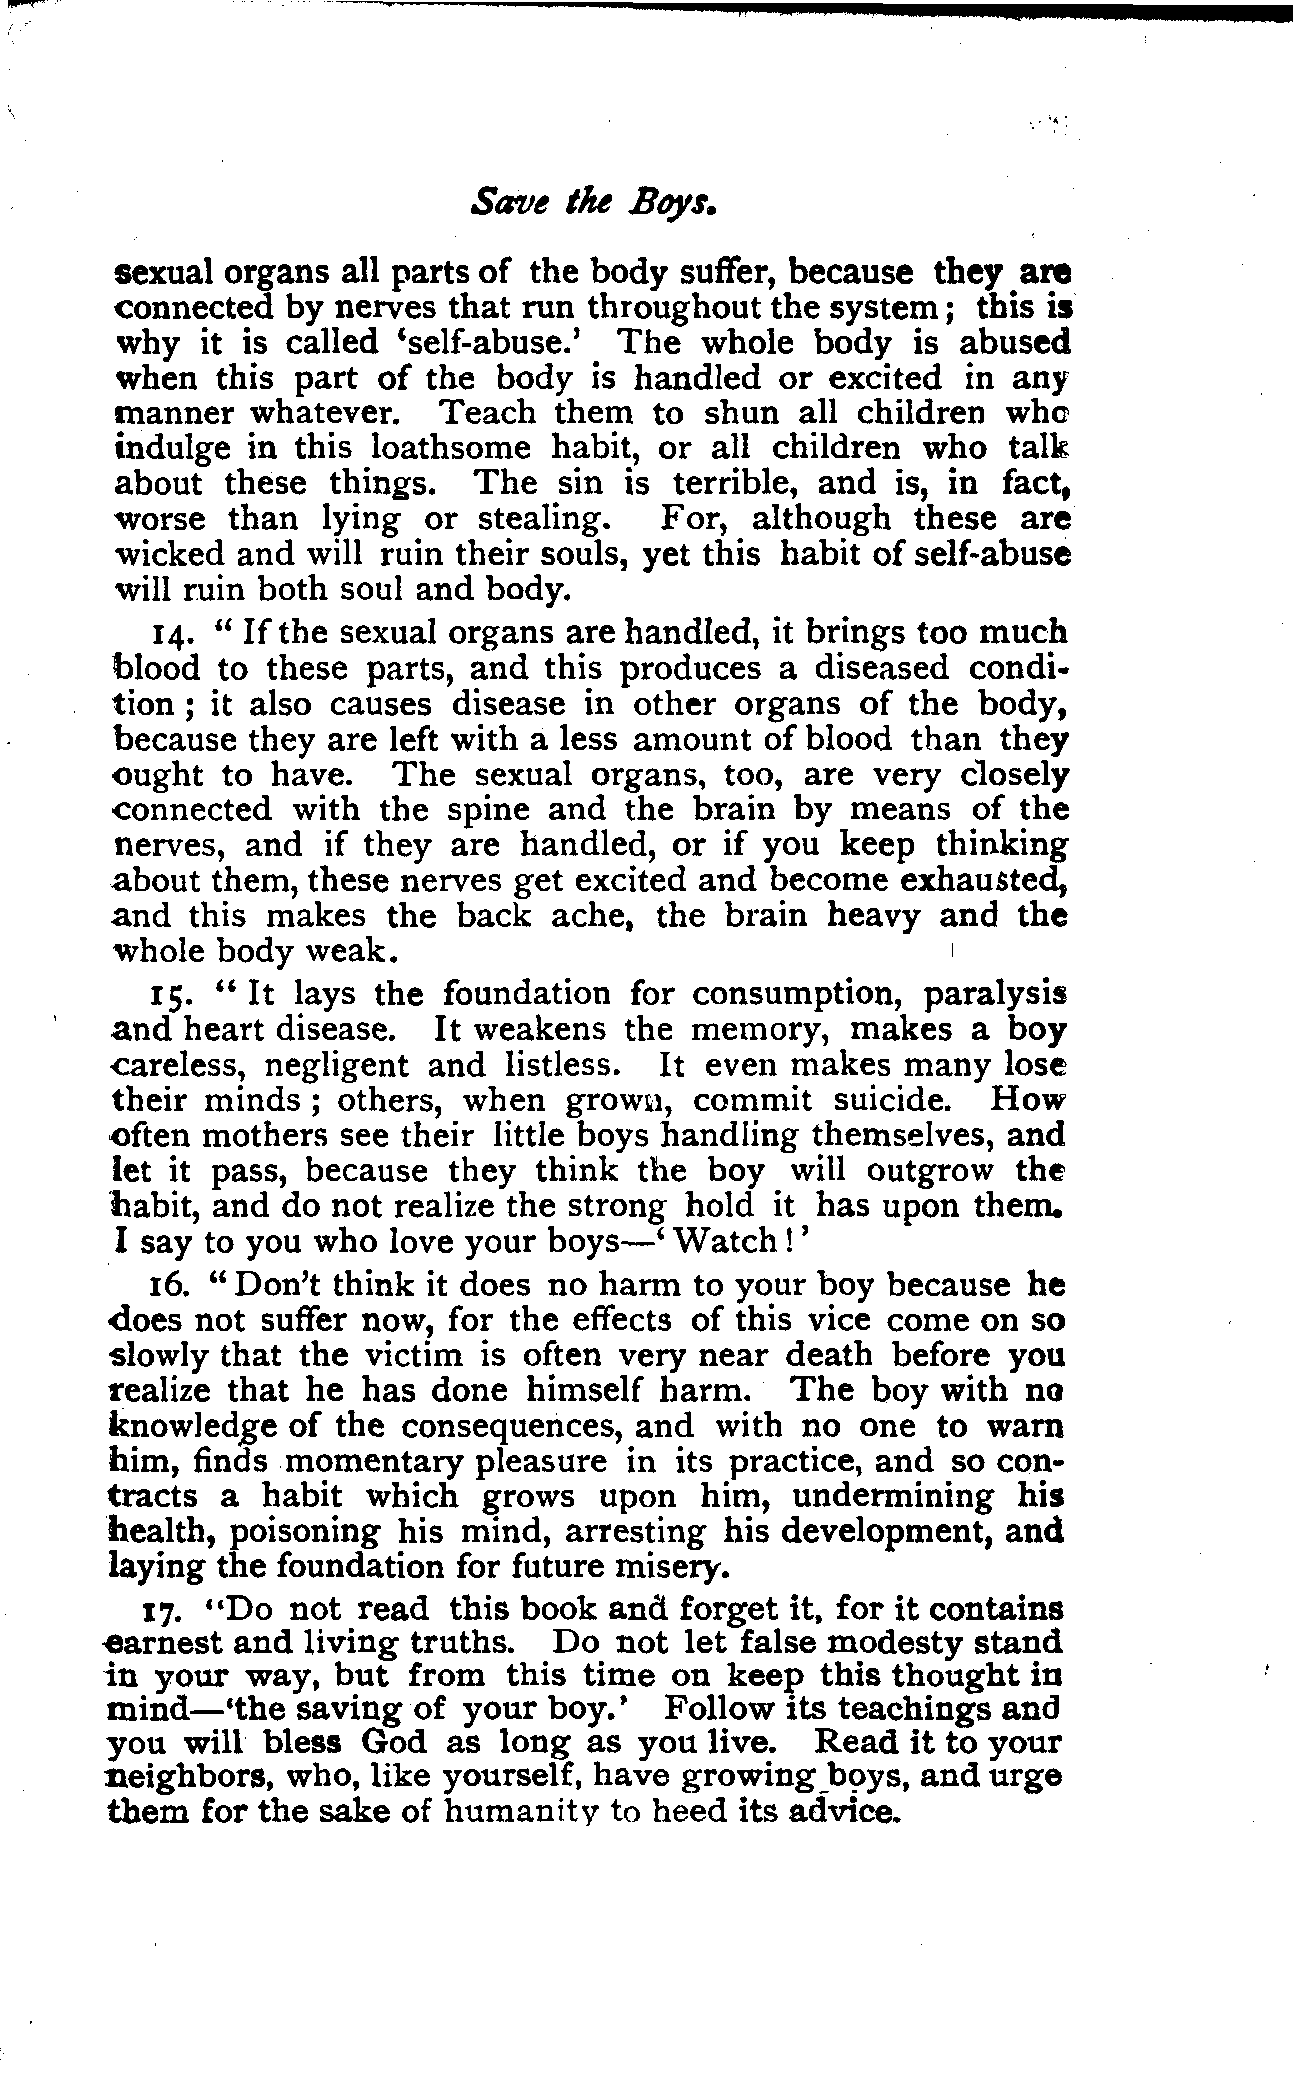 Save the Boys.
sexual organs all parts of the body suffer, because they are
connected by nerves that run throughout the system; this is
why it is called ‘self-abuse.’ The whole body is abused
when this part of the body is handled or excited in any
manner whatever. Teach them to shun all children who
indulge in this loathsome habit, or all children who talk
about these things. The sin is terrible, and is, in fact,
worse than lying or stealing. For, although these are
wicked and will ruin their souls, yet this habit of self-abuse
will ruin both soul and body.
14. “ If the sexual organs are handled, it brings too much
blood to these parts, and this produces a diseased condi-
tion ; it also causes disease in other organs of the body,
because they are left with a less amount of blood than they
ought to have. The sexual organs, too, are very closely
connected with the spine and the brain by means of the
nerves, and if they are handled, or if you keep thinking
about them, these nerves get excited and become exhausted,
and this makes the back ache, the brain heavy and the
whole body weak.
15. “ It lays the foundation for consumption, paralysis
and heart disease. It weakens the memory, makes a boy
careless, negligent and listless. It even makes many lose
their minds ; others, when grown, commit suicide. How
often mothers see their little boys handling themselves, and
let it pass, because they think the boy will outgrow the
habit, and do not realize the strong hold it has upon them.
I say to you who love your boys—‘ Watch ! ’
16. “ Don’t think it does no harm to your boy because he
does not suffer now, for the effects of this vice come on so
slowly that the victim is often very near death before you
realize that he has done himself harm. The boy with no
knowledge of the consequences, and with no one to warn
him, finds momentary pleasure in its practice, and so con-
tracts a habit which grows upon him, undermining his
health, poisoning his mind, arresting his development, and
laying the foundation for future misery.
17. “Do not read this book and forget it, for it contains
earnest and living truths. Do not let false modesty stand
in your way, but from this time on keep this thought in
mind—‘the saving of your boy.’ Follow its teachings and
you will bless God as long as you live. Read it to your
neighbors, who, like yourself, have growing boys, and urge
them for the sake of humanity to heed its advice.